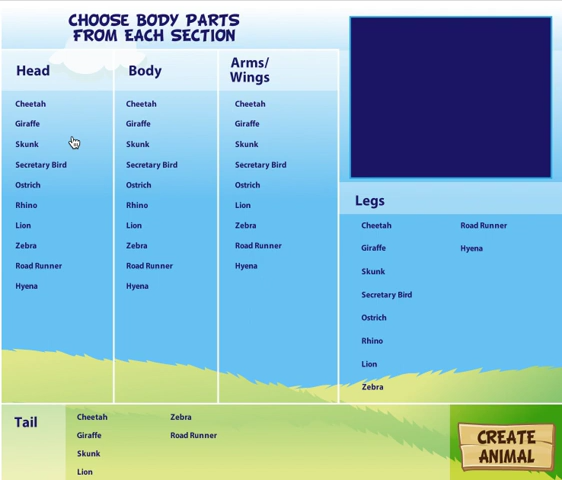 CHOOSE BODY PARTS
FROM EACH SECTION
Head
Cheetah
Giraffe
Skunk
Secretary Bird
Ostrich
Rhino
Lion
Zebra
Road Runner
Hyena
Body
Cheetah
Giraffe
Skunk
Secretary Bird
Ostrich
Rhino
Lion
Zebra
Road Runner
Hyena
Arms/
Wings
Cheetah
Giraffe
Skunk
Secretary Bird
Ostrich
Lion
Zebra
Road Runner
Hyena
Legs
Cheetah
Giraffe
Skunk
Secretary Bird
Ostrich
Rhino
Lion
Zebra
Road Runner
Hyena
Tail
Cheetah
Giraffe
Skunk
Lion
Zebra
Road Runner
CREATE
ANIMAL